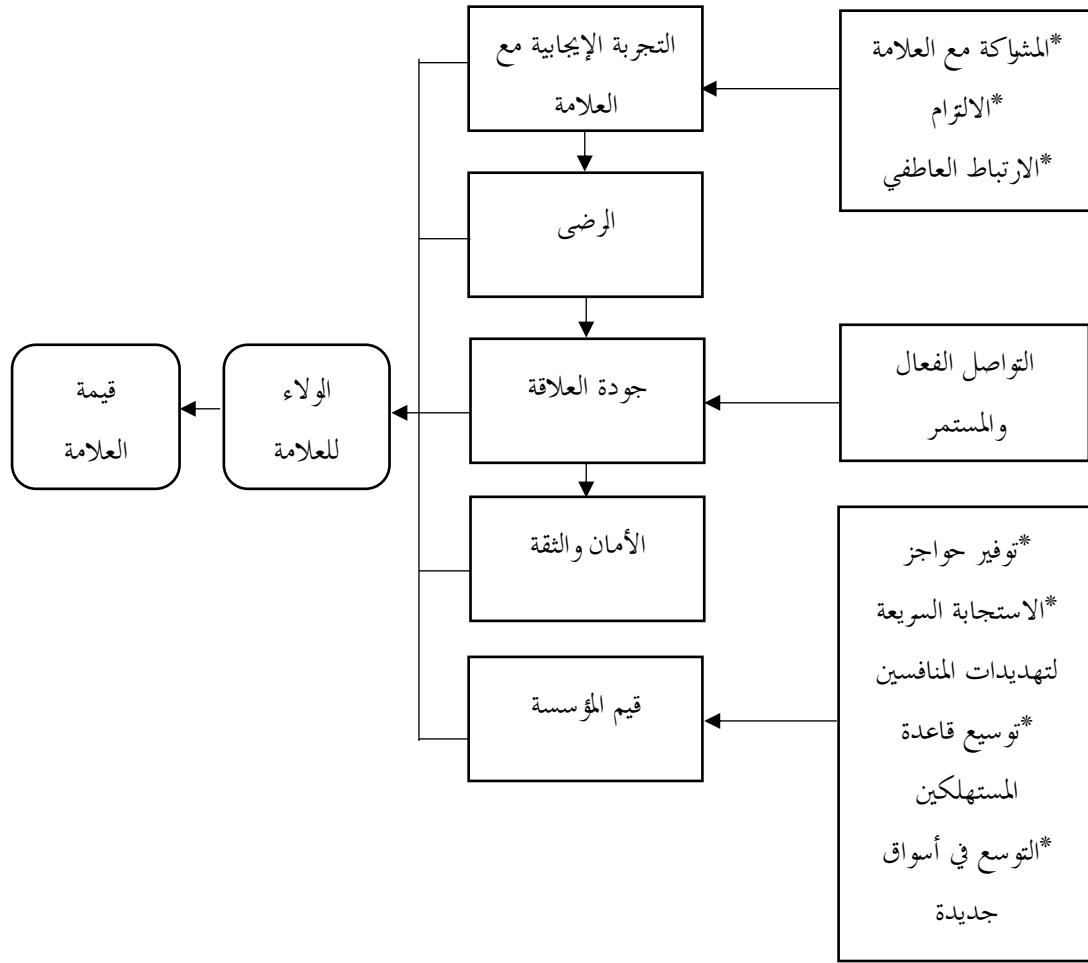 *المشاركة مع العلامة
*الالتزام
*الارتباط العاطفي
التجربة الإيجابية مع
العلامة
الرضى
التواصل الفعال
والمستمر
جودة العلاقة
الولاء
للعلامة
قيمة
العلامة
الأمان والثقة
*توفير حواجز
*الاستجابة السريعة
لتهديدات المنافسين
*توسيع قاعدة
المستهلكين
*التوسع في أسواق
جديدة
قيم المؤسسة